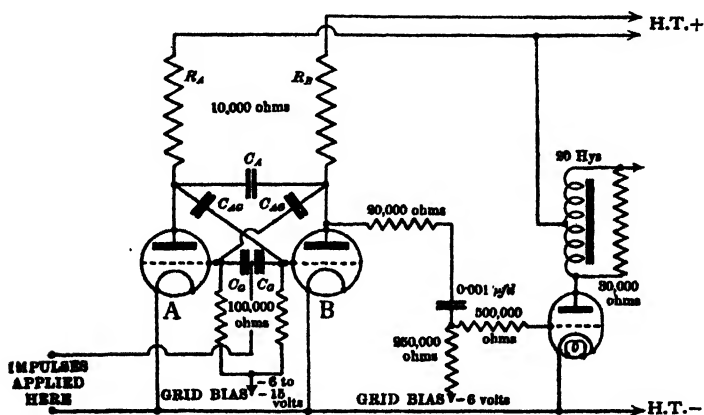 H.T.+
R_A
R_B
10,000 ohms
C_A
20 Hys
C_AG
C_AG
20,000 ohms
A
B
C_G
C_G
100,000
ohms
0·001 μfd
500,000
ohms
30,000
ohms
250,000
ohms
IMPULSES
APPLIED
HERE
GRID BIAS
-6 to
-15
volts
GRID BIAS -6 volts
H.T.-